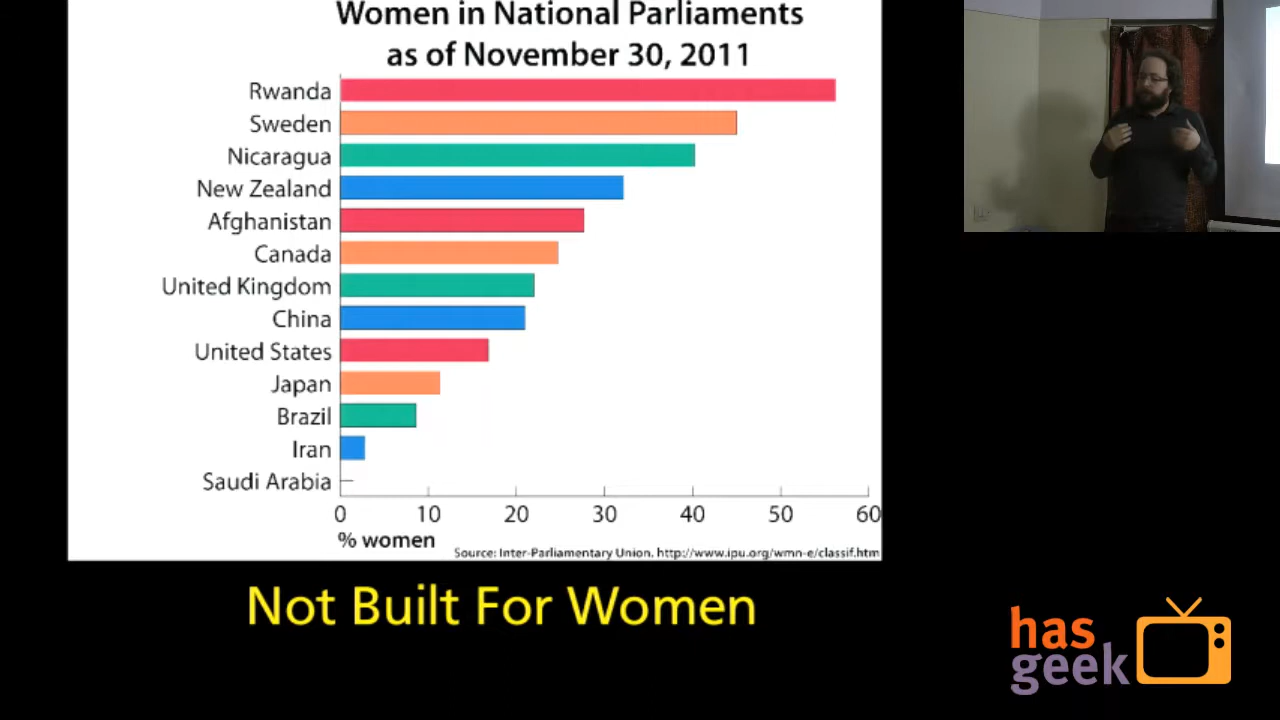 Women in National Parliaments
as of November 30, 2011
Rwanda
Sweden
Nicaragua
New Zealand
Afghanistan
Canada
United Kingdom
China
United States
Japan
Brazil
Iran
Saudi Arabia
0 10 20 30 40 50 60
% women
Source: Inter-Parliamentary Union. http://www.ipu.org/wmn-e/classif.htm
Not Built For Women
has
geek